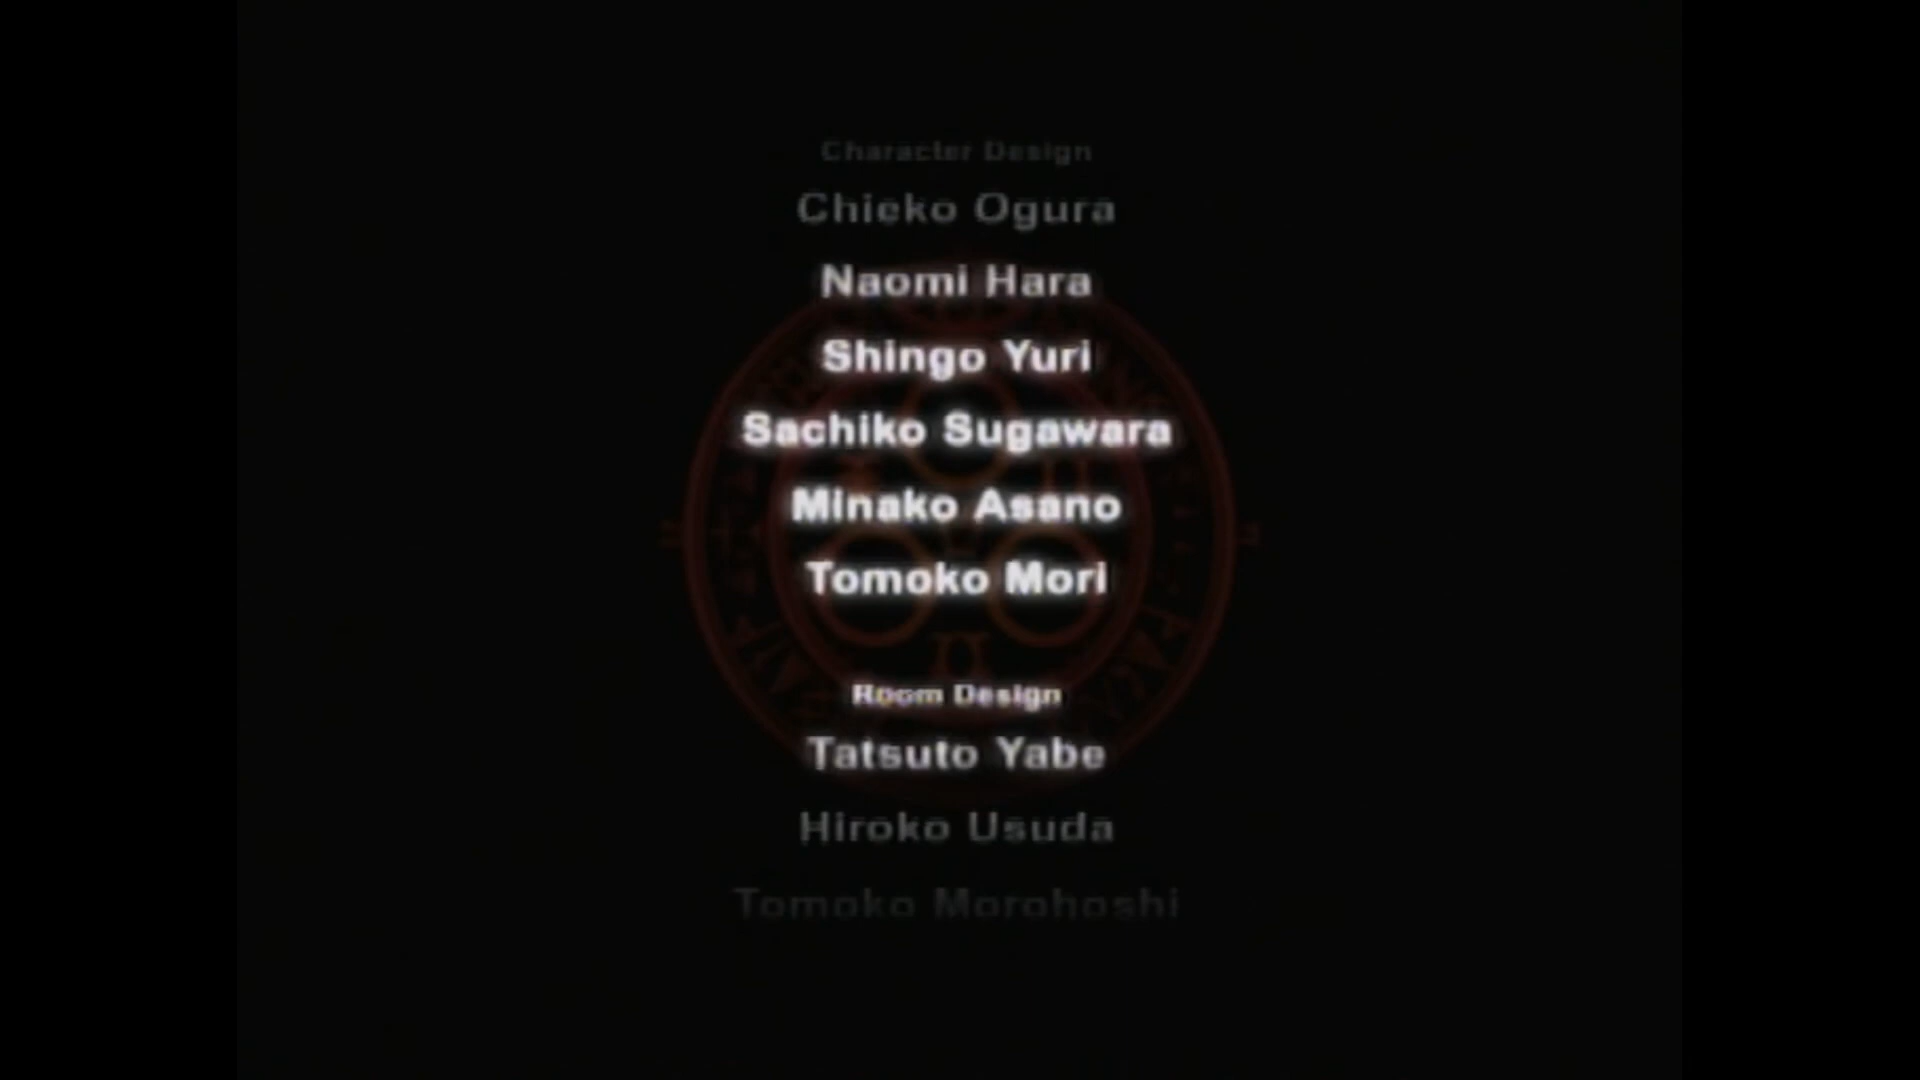 Character Design
Chieko Ogura
Naomi Hara
Shingo Yuri
Sachiko Sugawara
Minako Asano
Tomoko Mori
Room Design
Tatsuto Yabe
Hiroko Usuda
Tomoko Morohoshi